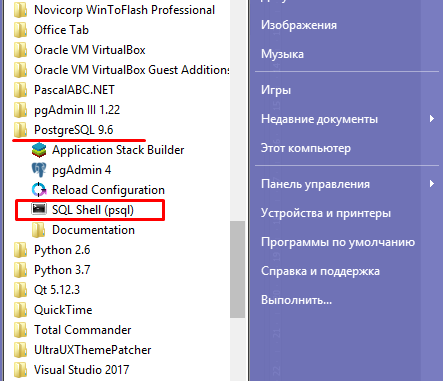 Novicorp WinToFlash Professional
Office Tab
Oracle VM VirtualBox
Oracle VM VirtualBox Guest Additions
PascalABC.NET
pgAdmin III 1.22
PostgreSQL 9.6
Application Stack Builder
pgAdmin 4
Reload Configuration
SQL Shell (psql)
Documentation
Python 2.6
Python 3.7
Qt 5.12.3
QuickTime
Total Commander
UltraUXThemePatcher
Visual Studio 2017
Изображения
Музыка
Игры
Недавние документы
Этот компьютер
Панель управления
Устройства и принтеры
Программы по умолчанию
Справка и поддержка
Выполнить...